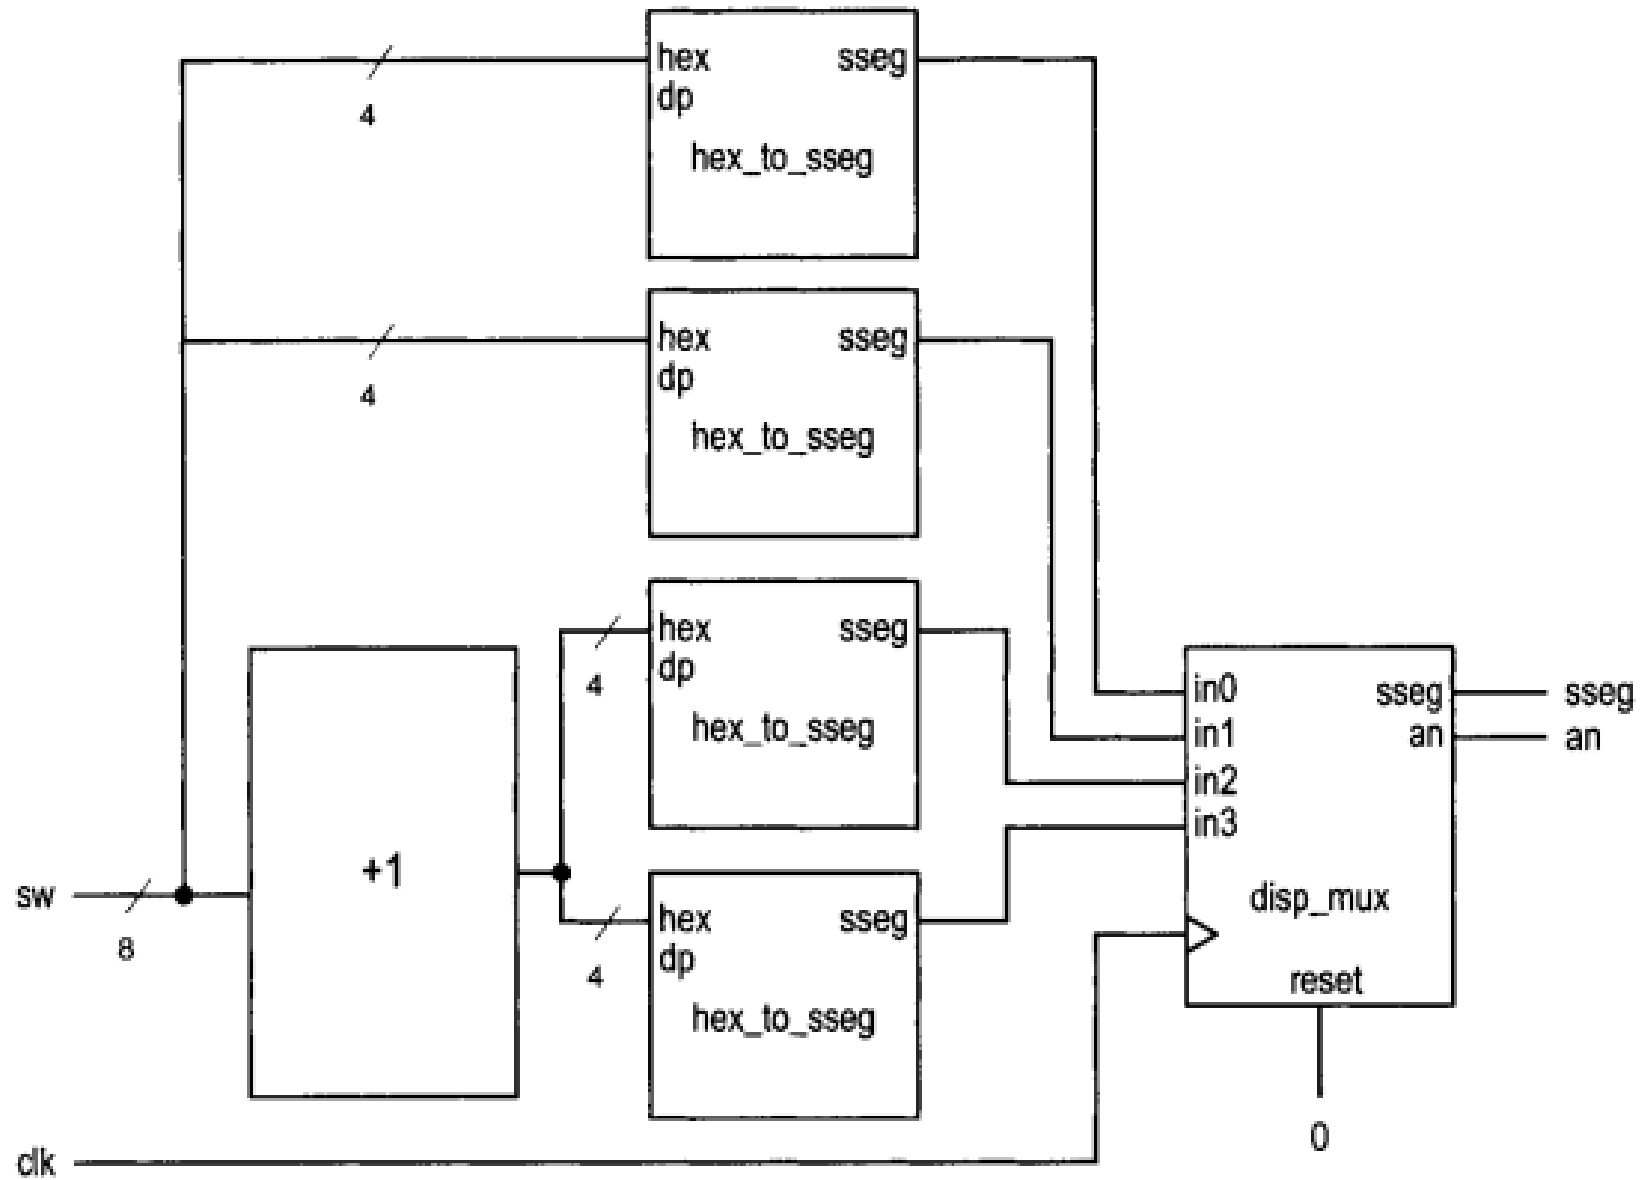 hex sseg
dp
hex_to_sseg
4
hex sseg
dp
hex_to_sseg
4
hex sseg
dp
hex_to_sseg
4
+1
sw
8
hex sseg
dp
hex_to_sseg
4
in0 sseg sseg
in1 an an
in2
in3
disp_mux
reset
0
clk